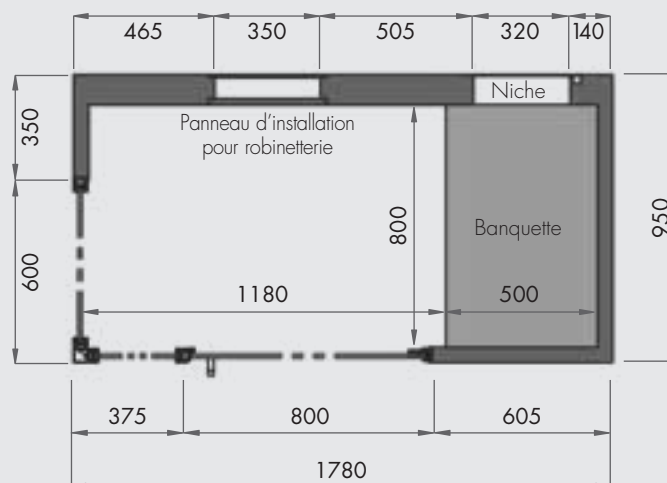 465 350 505 320 140
Niche
Panneau d'installation
pour robinetterie
350
600
800
950
Banquette
1180 500
375 800 605
1780